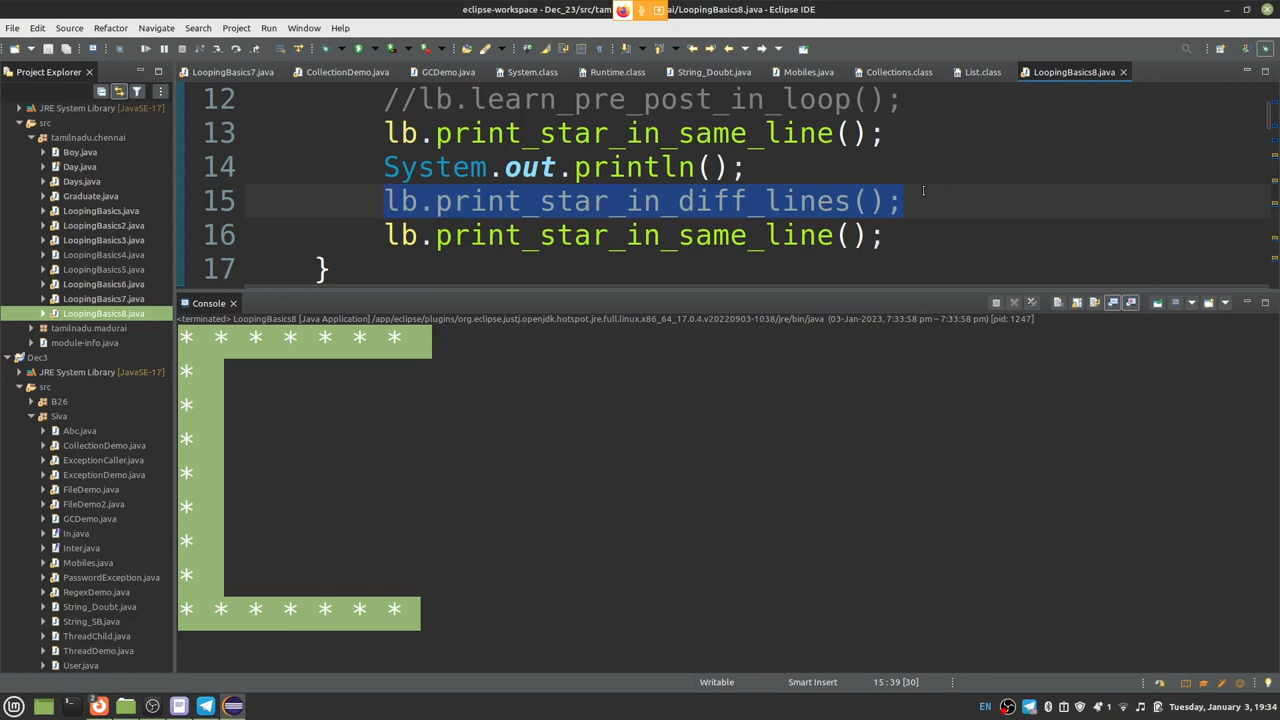 eclipse-workspace - Dec_23/src/tam
ai/LoopingBasics8.java - Eclipse IDE
File Edit Source Refactor Navigate Search Project Run Window Help
Project Explorer
LoopingBasics7.java CollectionDemo.java GCDemo.java System.class Runtime.class String_Doubt.java Mobiles.java Collections.class List.class LoopingBasics8.java
JRE System Library [JavaSE-17]
src
tamilnadu.chennai
Boy.java
Day.java
Days.java
Graduate.java
LoopingBasics.java
LoopingBasics2.java
LoopingBasics3.java
LoopingBasics4.java
LoopingBasics5.java
LoopingBasics6.java
LoopingBasics7.java
LoopingBasics8.java
tamilnadu.madurai
module-info.java
Dec3
JRE System Library [JavaSE-17]
src
B26
Siva
Abc.java
CollectionDemo.java
ExceptionCaller.java
ExceptionDemo.java
FileDemo.java
FileDemo2.java
GCDemo.java
In.java
Inter.java
Mobiles.java
PasswordException.java
RegexDemo.java
String_Doubt.java
String_SB.java
ThreadChild.java
ThreadDemo.java
User.java
12 //lb.learn_pre_post_in_loop();
13 lb.print_star_in_same_line();
14 System.out.println();
15 lb.print_star_in_diff_lines();
16 lb.print_star_in_same_line();
17 }
Console
<terminated> LoopingBasics8 [Java Application] /app/eclipse/plugins/org.eclipse.justj.openjdk.hotspot.jre.full.linux.x86_64_17.0.4.v20220903-1038/jre/bin/java (03-Jan-2023, 7:33:58 pm – 7:33:58 pm) [pid: 1247]
* * * * * * *
*
*
*
*
*
*
*
* * * * * * *
Writable Smart Insert 15 : 39 [30]
2 EN 1 Tuesday, January 3, 19:34